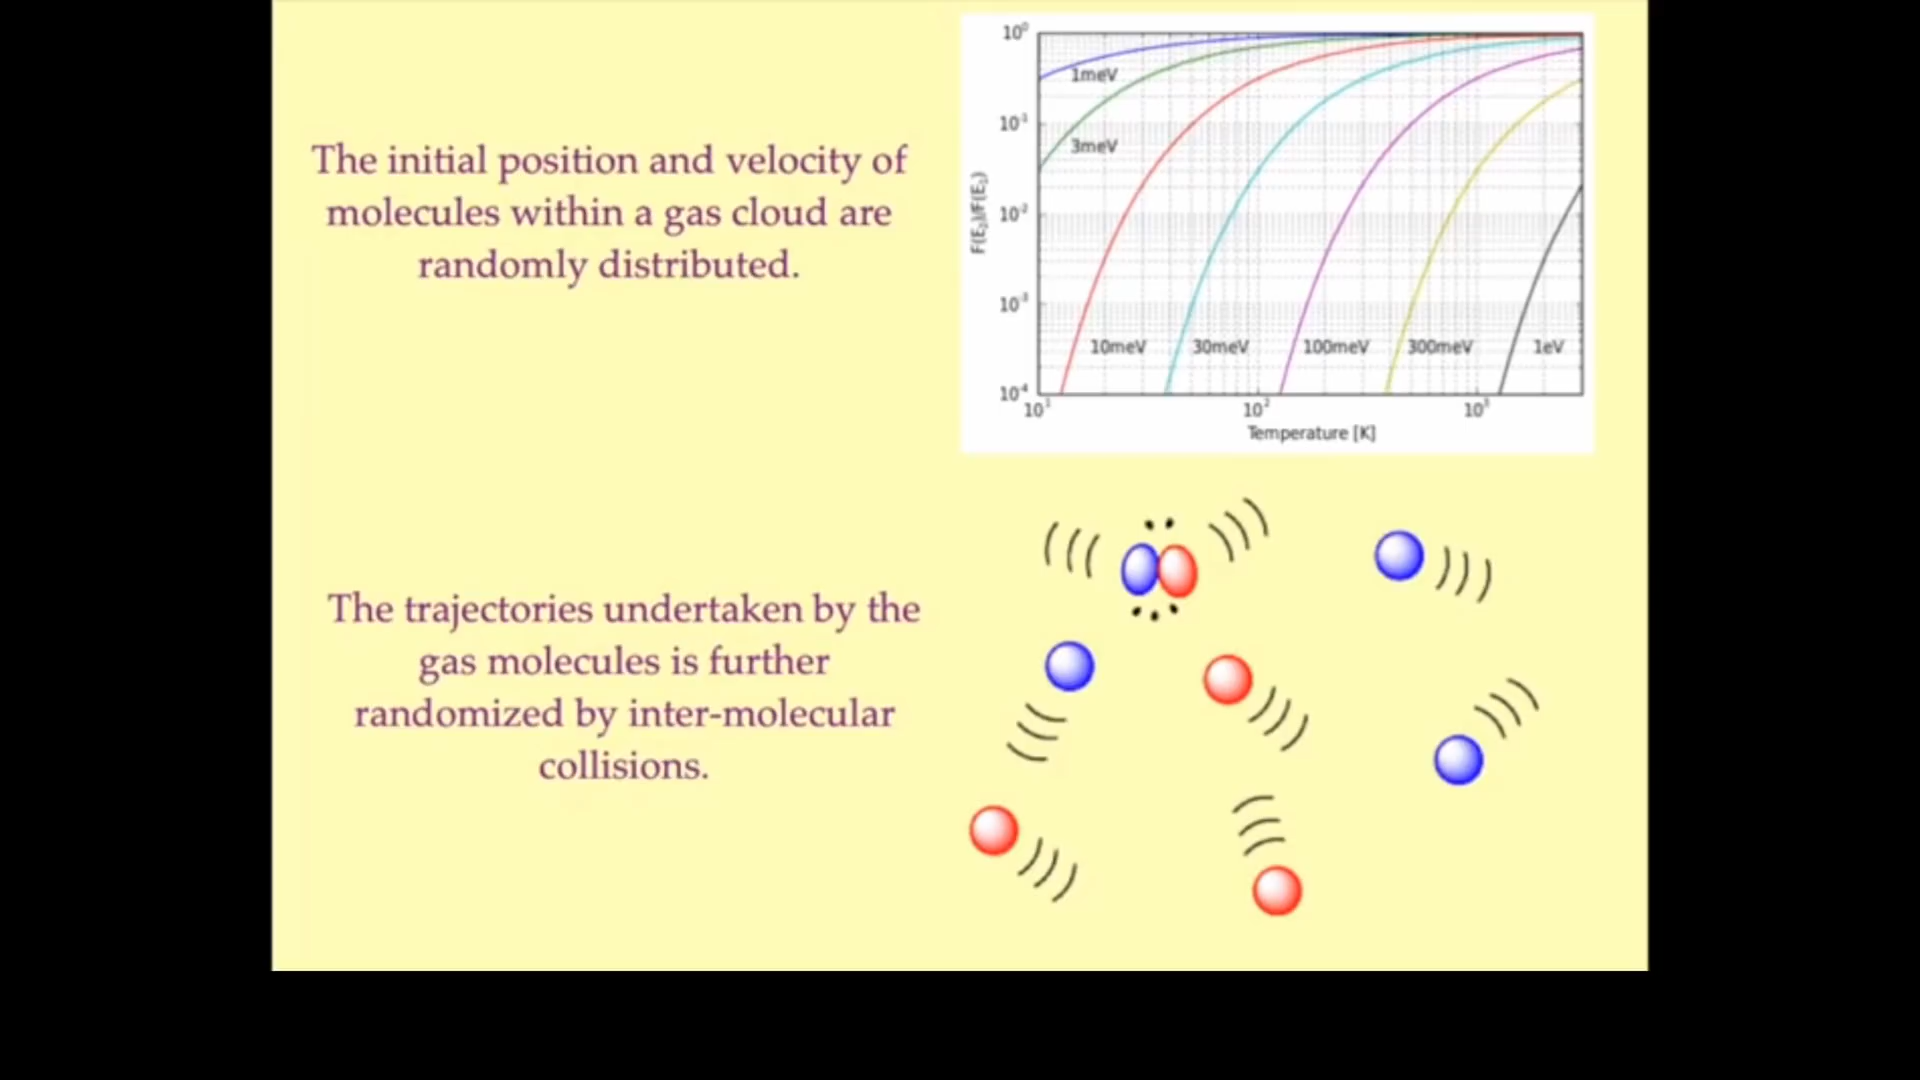 The initial position and velocity of
molecules within a gas cloud are
randomly distributed.
10⁰
10⁻¹
10⁻²
10⁻³
10⁻⁴
F(E₂)/F(E₁)
1meV
3meV
10meV 30meV 100meV 300meV 1eV
10¹ 10² 10³
Temperature [K]
The trajectories undertaken by the
gas molecules is further
randomized by inter-molecular
collisions.